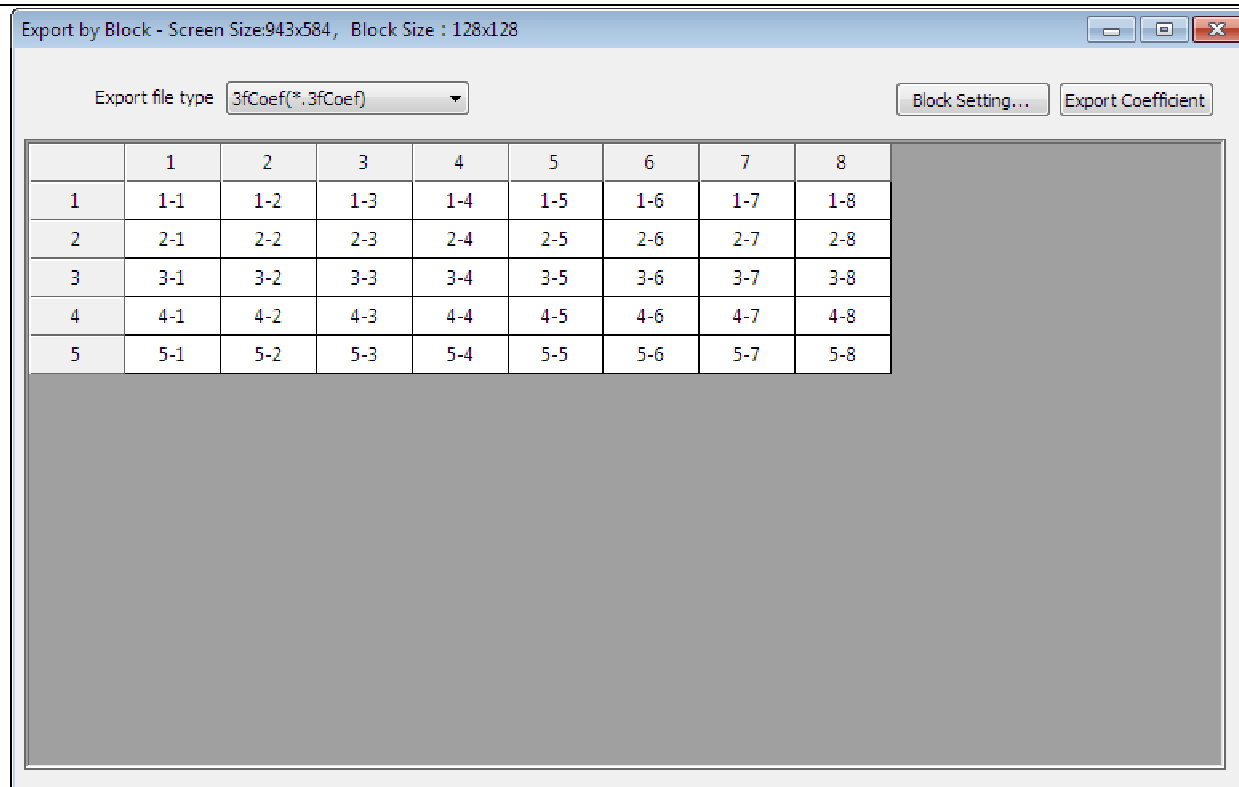 Export by Block - Screen Size:943x584, Block Size : 128x128
Export file type 3fCoef(*.3fCoef) Block Setting... Export Coefficient
1 2 3 4 5 6 7 8
1 1-1 1-2 1-3 1-4 1-5 1-6 1-7 1-8
2 2-1 2-2 2-3 2-4 2-5 2-6 2-7 2-8
3 3-1 3-2 3-3 3-4 3-5 3-6 3-7 3-8
4 4-1 4-2 4-3 4-4 4-5 4-6 4-7 4-8
5 5-1 5-2 5-3 5-4 5-5 5-6 5-7 5-8